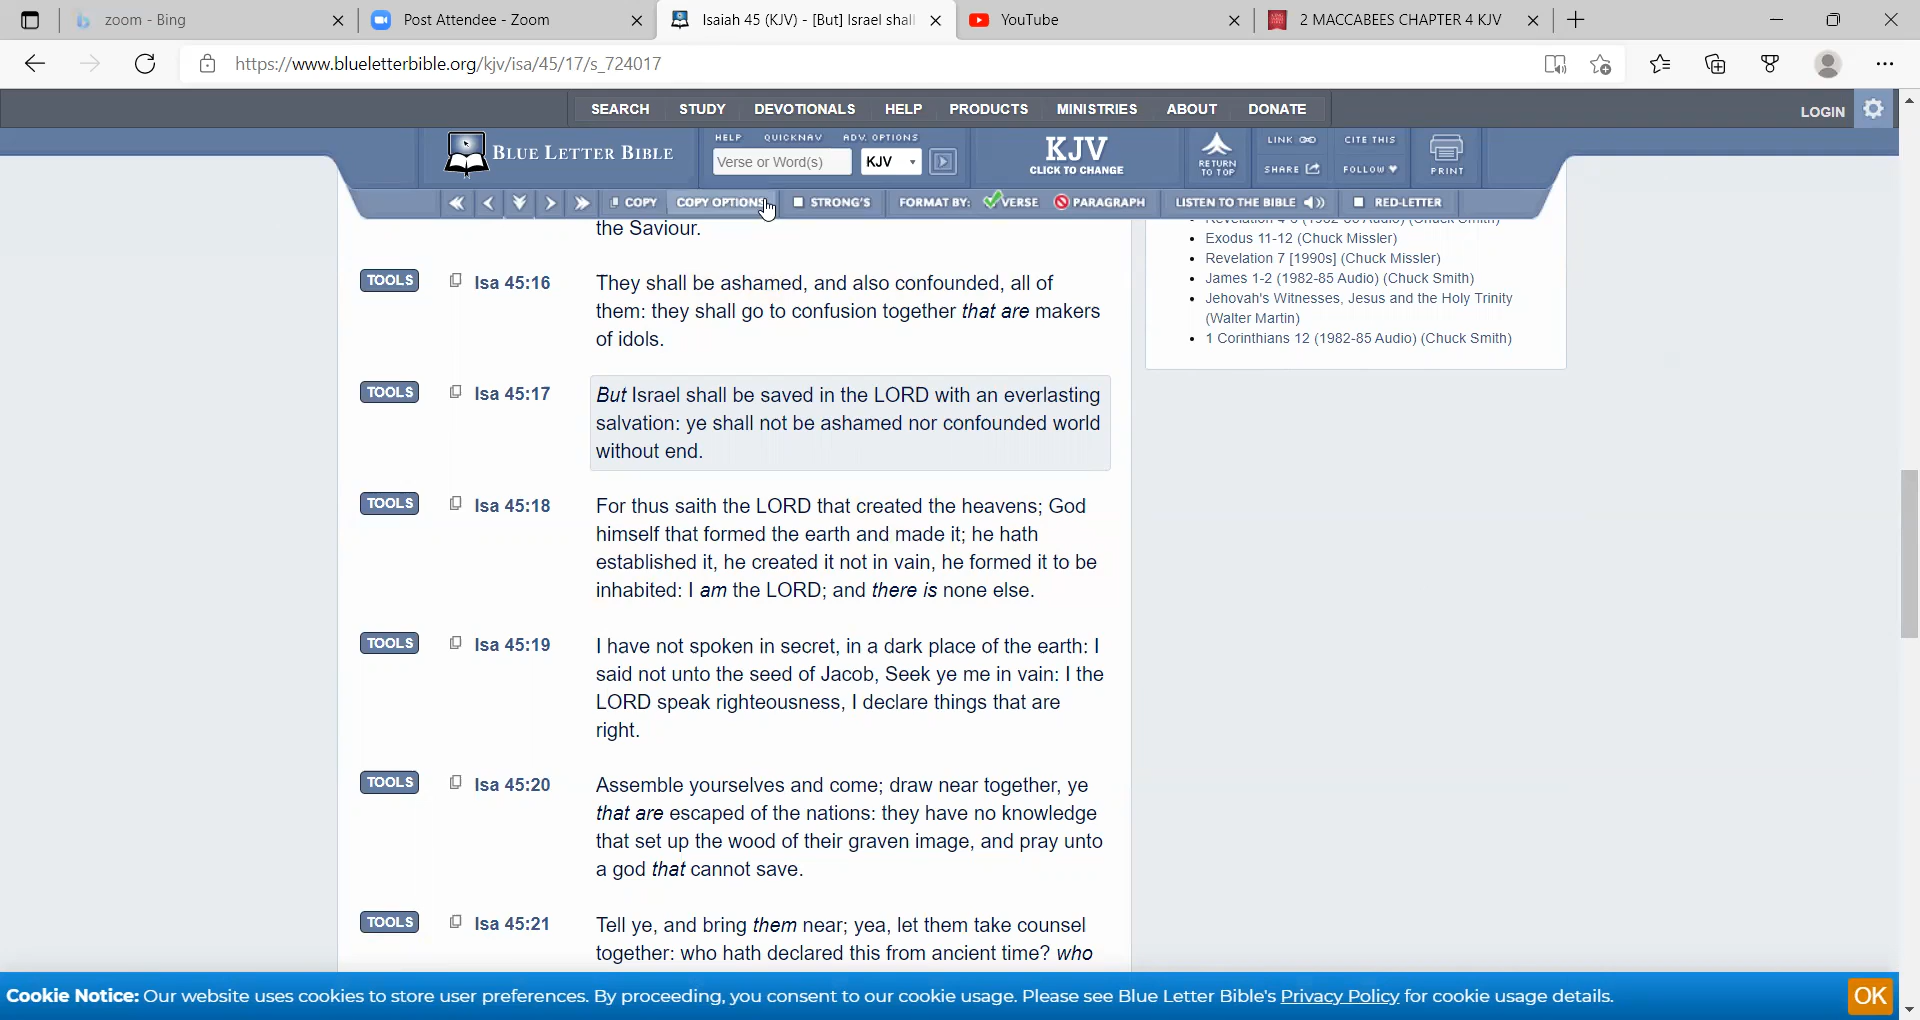 zoom - Bing
Post Attendee - Zoom
Isaiah 45 (KJV) - [But] Israel shall
YouTube
2 MACCABEES CHAPTER 4 KJV
https://www.blueletterbible.org/kjv/isa/45/17/s_724017
SEARCH STUDY DEVOTIONALS HELP PRODUCTS MINISTRIES ABOUT DONATE
LOGIN
BLUE LETTER BIBLE
HELP QUICKNAV ADV. OPTIONS
Verse or Word(s)
KJV
KJV
CLICK TO CHANGE
RETURN
TO TOP
LINK
SHARE
CITE THIS
FOLLOW
PRINT
COPY COPY OPTIONS STRONG'S FORMAT BY: VERSE PARAGRAPH LISTEN TO THE BIBLE RED-LETTER
the Saviour.
TOOLS Isa 45:16 They shall be ashamed, and also confounded, all of
them: they shall go to confusion together that are makers
of idols.
TOOLS Isa 45:17 But Israel shall be saved in the LORD with an everlasting
salvation: ye shall not be ashamed nor confounded world
without end.
TOOLS Isa 45:18 For thus saith the LORD that created the heavens; God
himself that formed the earth and made it; he hath
established it, he created it not in vain, he formed it to be
inhabited: I am the LORD; and there is none else.
TOOLS Isa 45:19 I have not spoken in secret, in a dark place of the earth: I
said not unto the seed of Jacob, Seek ye me in vain: I the
LORD speak righteousness, I declare things that are
right.
TOOLS Isa 45:20 Assemble yourselves and come; draw near together, ye
that are escaped of the nations: they have no knowledge
that set up the wood of their graven image, and pray unto
a god that cannot save.
TOOLS Isa 45:21 Tell ye, and bring them near; yea, let them take counsel
together: who hath declared this from ancient time? who
Exodus 11-12 (Chuck Missler)
Revelation 7 [1990s] (Chuck Missler)
James 1-2 (1982-85 Audio) (Chuck Smith)
Jehovah's Witnesses, Jesus and the Holy Trinity
(Walter Martin)
1 Corinthians 12 (1982-85 Audio) (Chuck Smith)
Cookie Notice: Our website uses cookies to store user preferences. By proceeding, you consent to our cookie usage. Please see Blue Letter Bible's Privacy Policy for cookie usage details.
OK